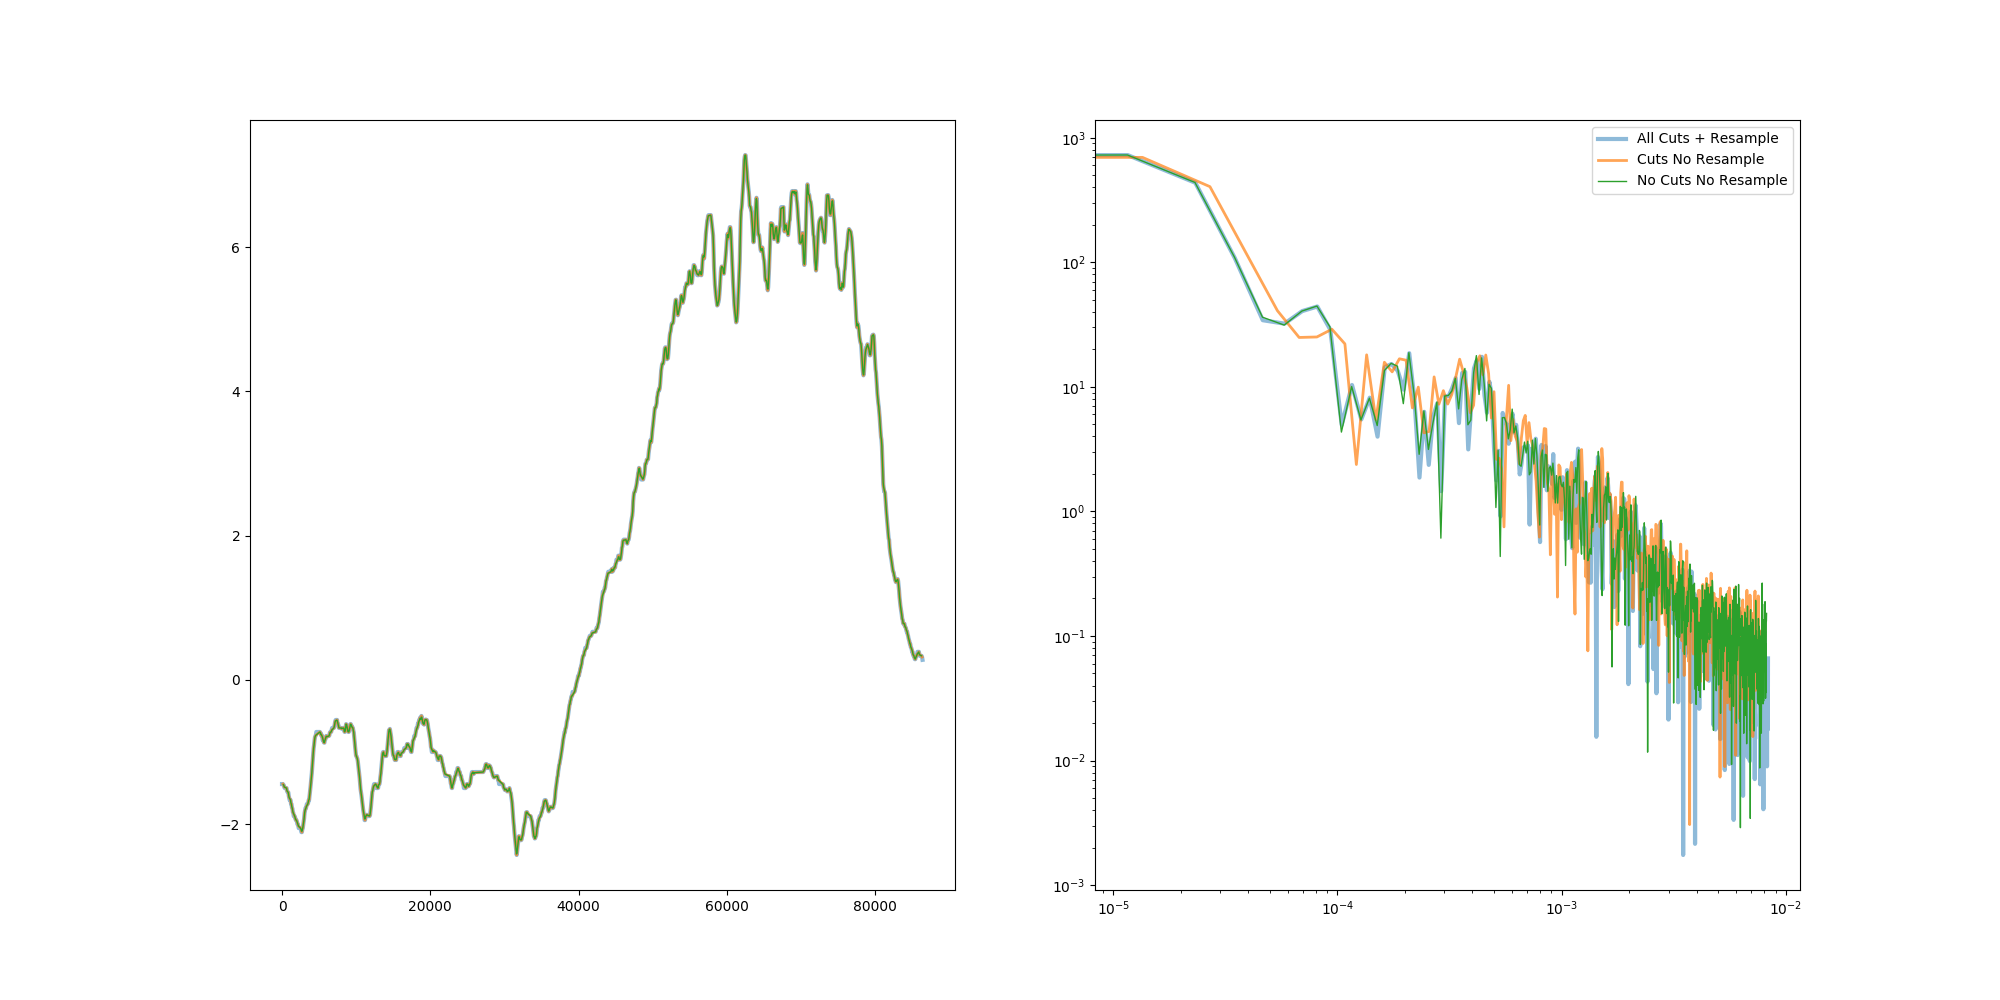 6
4
2
0
−2
0 20000 40000 60000 80000
10³
10²
10¹
10⁰
10⁻¹
10⁻²
10⁻³
10⁻⁵ 10⁻⁴ 10⁻³ 10⁻²
All Cuts + Resample
Cuts No Resample
No Cuts No Resample